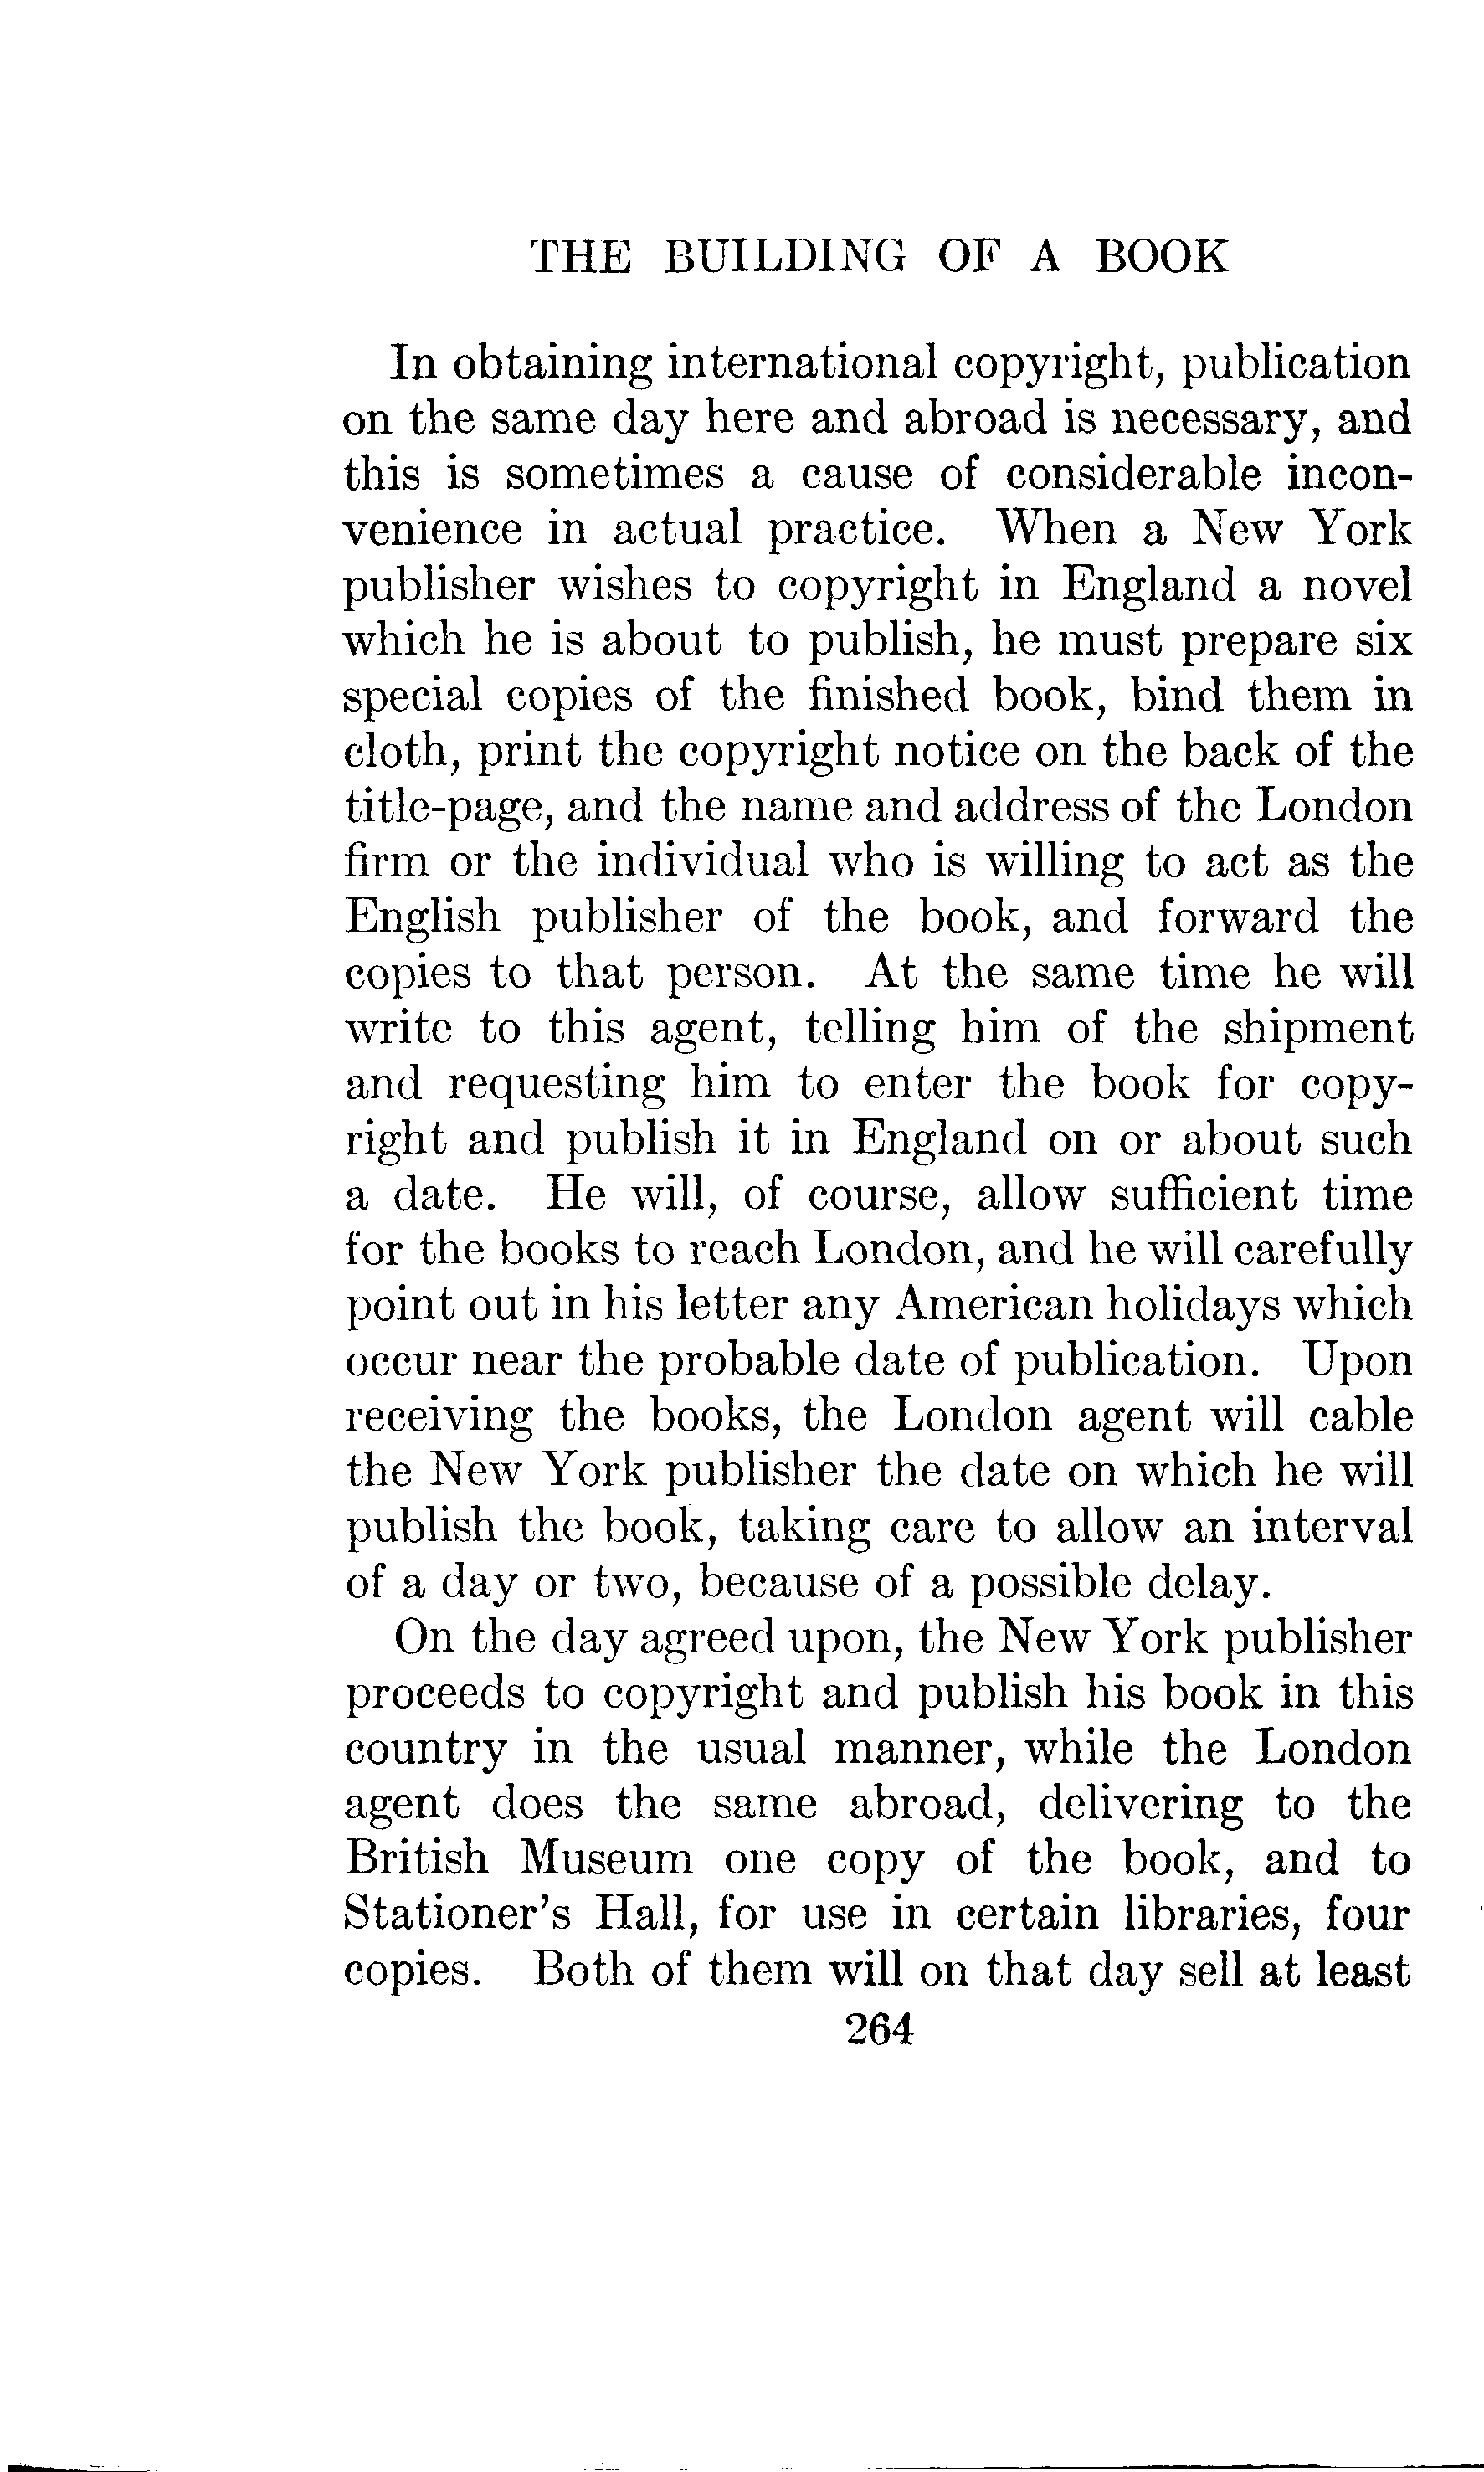 THE BUILDING OF A BOOK
In obtaining international copyright, publication
on the same day here and abroad is necessary, and
this is sometimes a cause of considerable incon-
venience in actual practice. When a New York
publisher wishes to copyright in England a novel
which he is about to publish, he must prepare six
special copies of the finished book, bind them in
cloth, print the copyright notice on the back of the
title-page, and the name and address of the London
firm or the individual who is willing to act as the
English publisher of the book, and forward the
copies to that person. At the same time he will
write to this agent, telling him of the shipment
and requesting him to enter the book for copy-
right and publish it in England on or about such
a date. He will, of course, allow sufficient time
for the books to reach London, and he will carefully
point out in his letter any American holidays which
occur near the probable date of publication. Upon
receiving the books, the London agent will cable
the New York publisher the date on which he will
publish the book, taking care to allow an interval
of a day or two, because of a possible delay.
On the day agreed upon, the New York publisher
proceeds to copyright and publish his book in this
country in the usual manner, while the London
agent does the same abroad, delivering to the
British Museum one copy of the book, and to
Stationer's Hall, for use in certain libraries, four
copies. Both of them will on that day sell at least
264